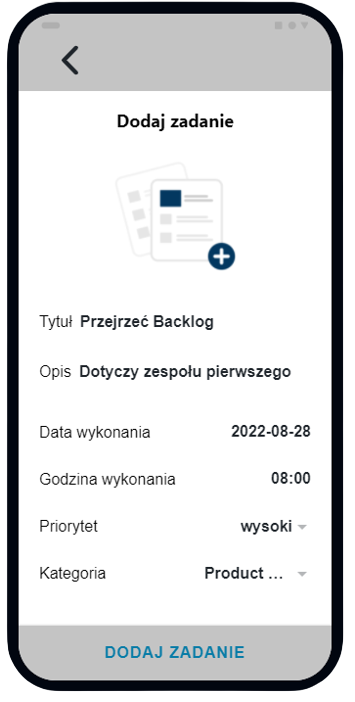 Dodaj zadanie
Tytuł Przejrzeć Backlog
Opis Dotyczy zespołu pierwszego
Data wykonania 2022-08-28
Godzina wykonania 08:00
Priorytet wysoki
Kategoria Product ...
DODAJ ZADANIE